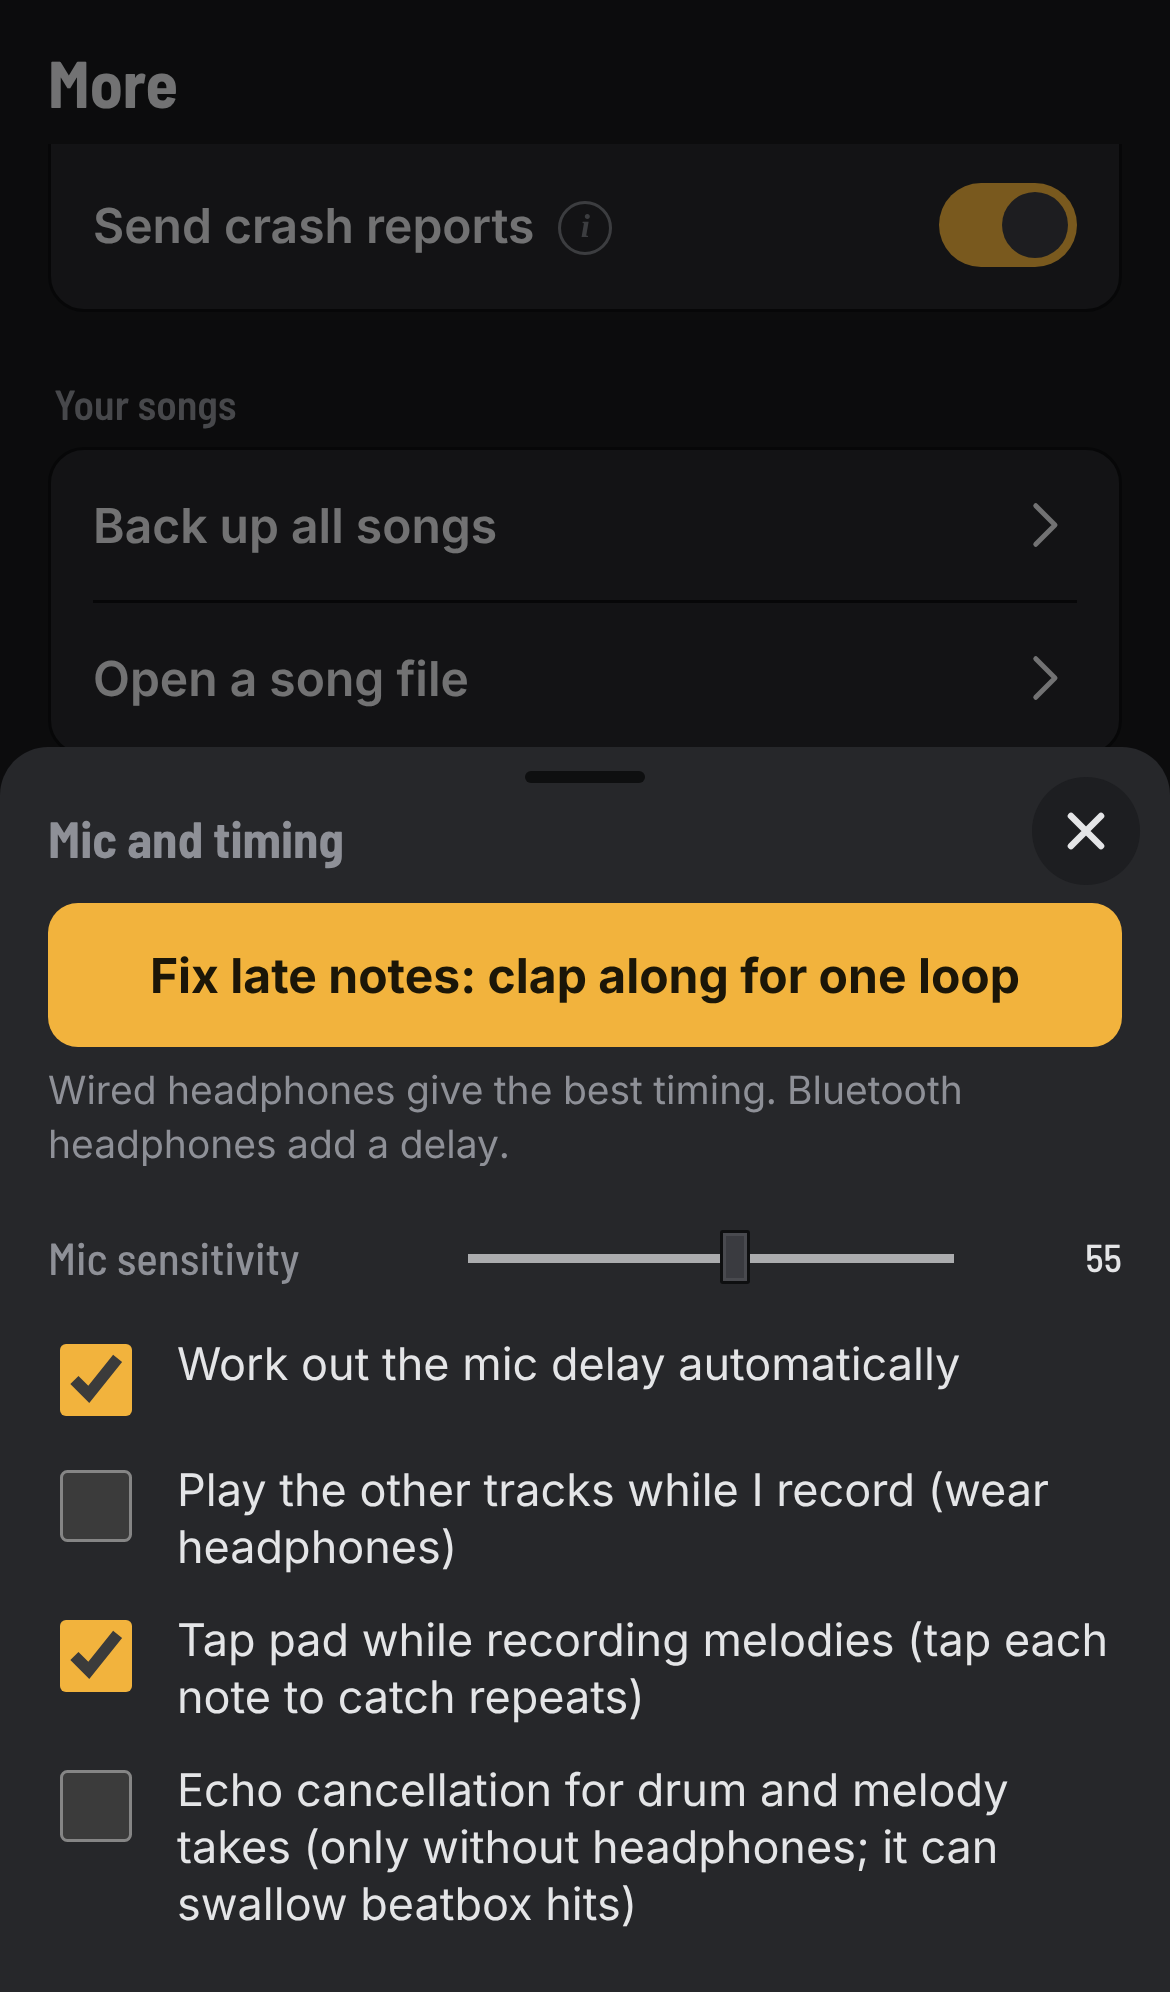 More
Send crash reports
i
Your songs
Back up all songs
Open a song file
Mic and timing
Fix late notes: clap along for one loop
Wired headphones give the best timing. Bluetooth
headphones add a delay.
Mic sensitivity 55
Work out the mic delay automatically
Play the other tracks while I record (wear
headphones)
Tap pad while recording melodies (tap each
note to catch repeats)
Echo cancellation for drum and melody
takes (only without headphones; it can
swallow beatbox hits)